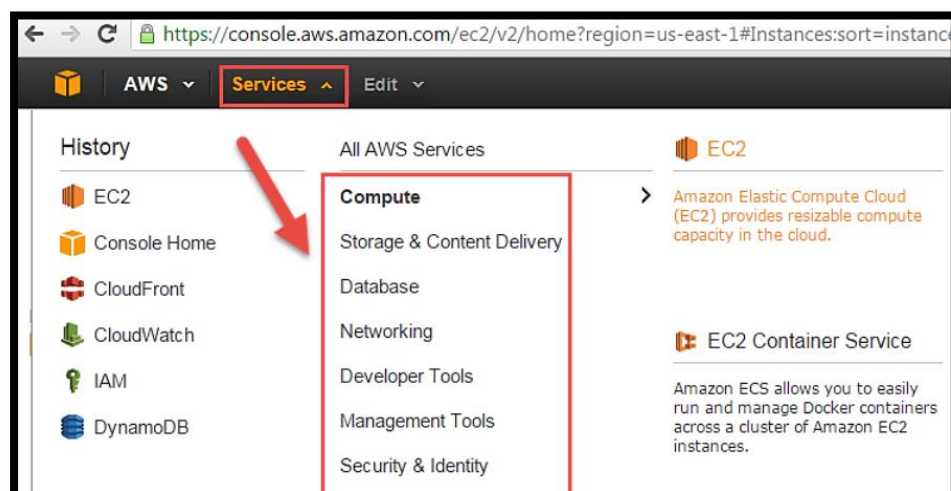 https://console.aws.amazon.com/ec2/v2/home?region=us-east-1#Instances:sort=instance
AWS Services Edit
History
EC2
Console Home
CloudFront
CloudWatch
IAM
DynamoDB
All AWS Services
Compute
Storage & Content Delivery
Database
Networking
Developer Tools
Management Tools
Security & Identity
EC2
Amazon Elastic Compute Cloud
(EC2) provides resizable compute
capacity in the cloud.
EC2 Container Service
Amazon ECS allows you to easily
run and manage Docker containers
across a cluster of Amazon EC2
instances.